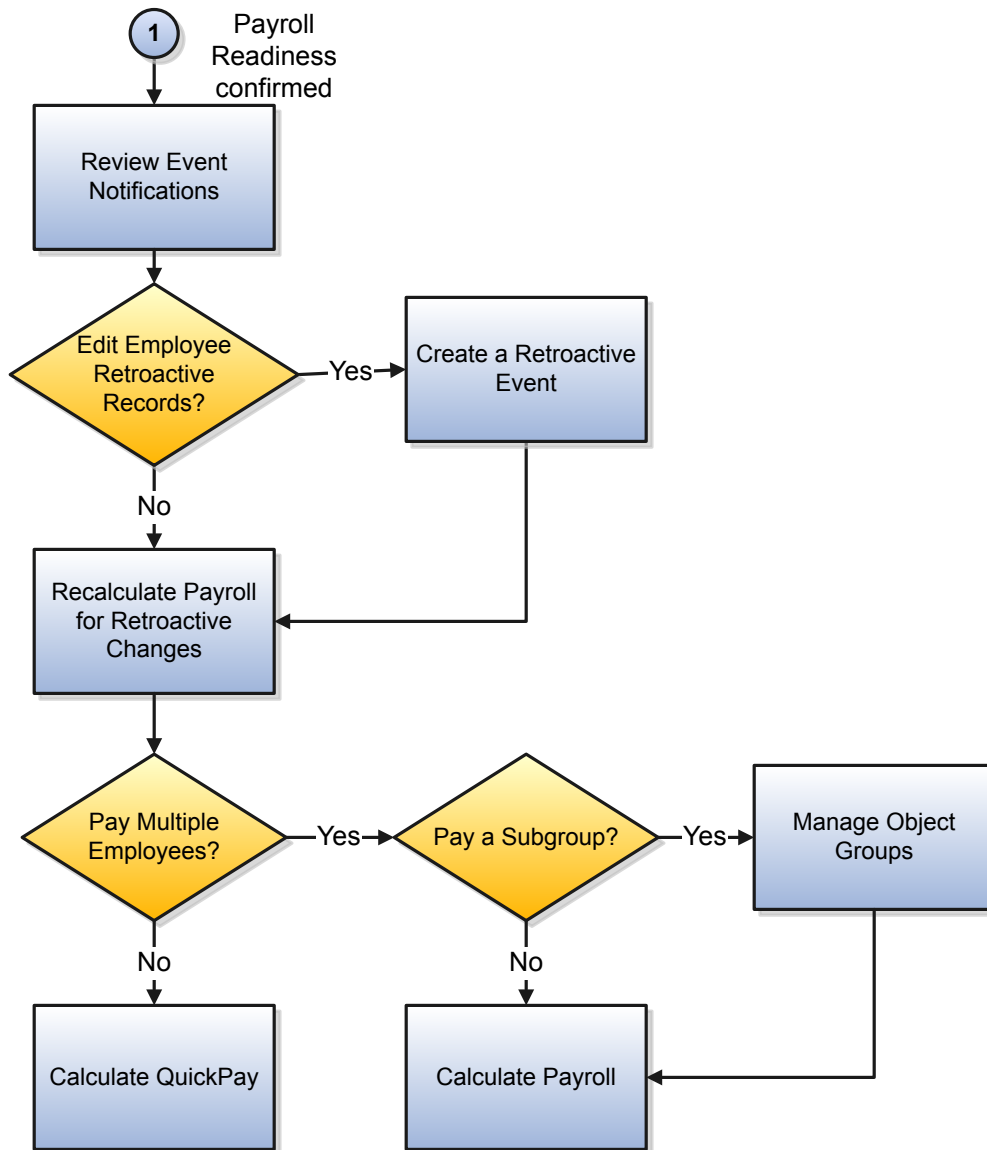 1
Payroll
Readiness
confirmed
Review Event
Notifications
Edit Employee
Retroactive
Records?
Yes
Create a Retroactive
Event
No
Recalculate Payroll
for Retroactive
Changes
Pay Multiple
Employees?
Yes
Pay a Subgroup?
Yes
Manage Object
Groups
No
No
Calculate QuickPay
Calculate Payroll